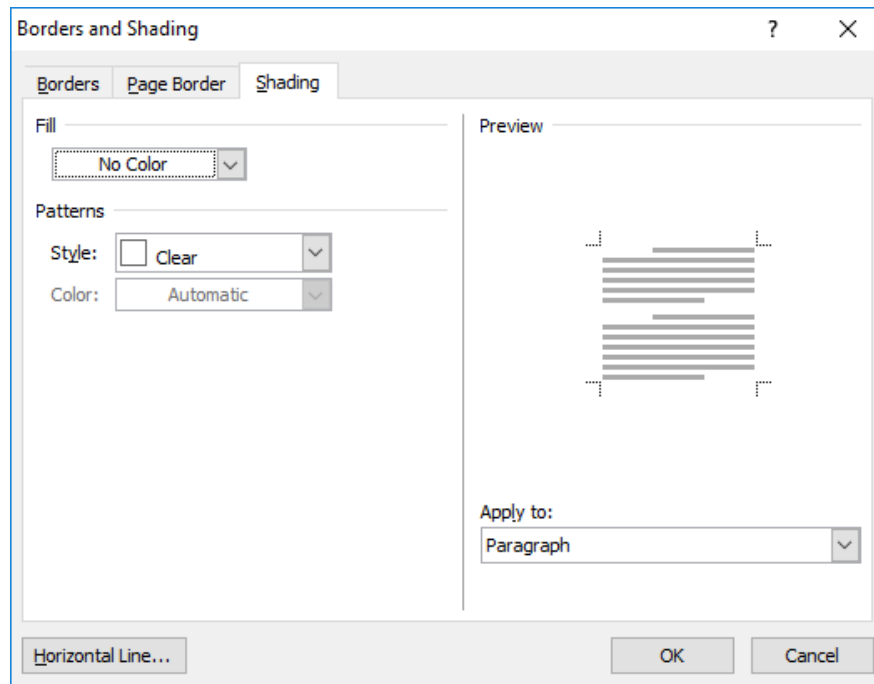 Borders and Shading
?
Borders Page Border Shading
Fill
No Color
Patterns
Style: Clear
Color: Automatic
Preview
Apply to:
Paragraph
Horizontal Line...
OK
Cancel